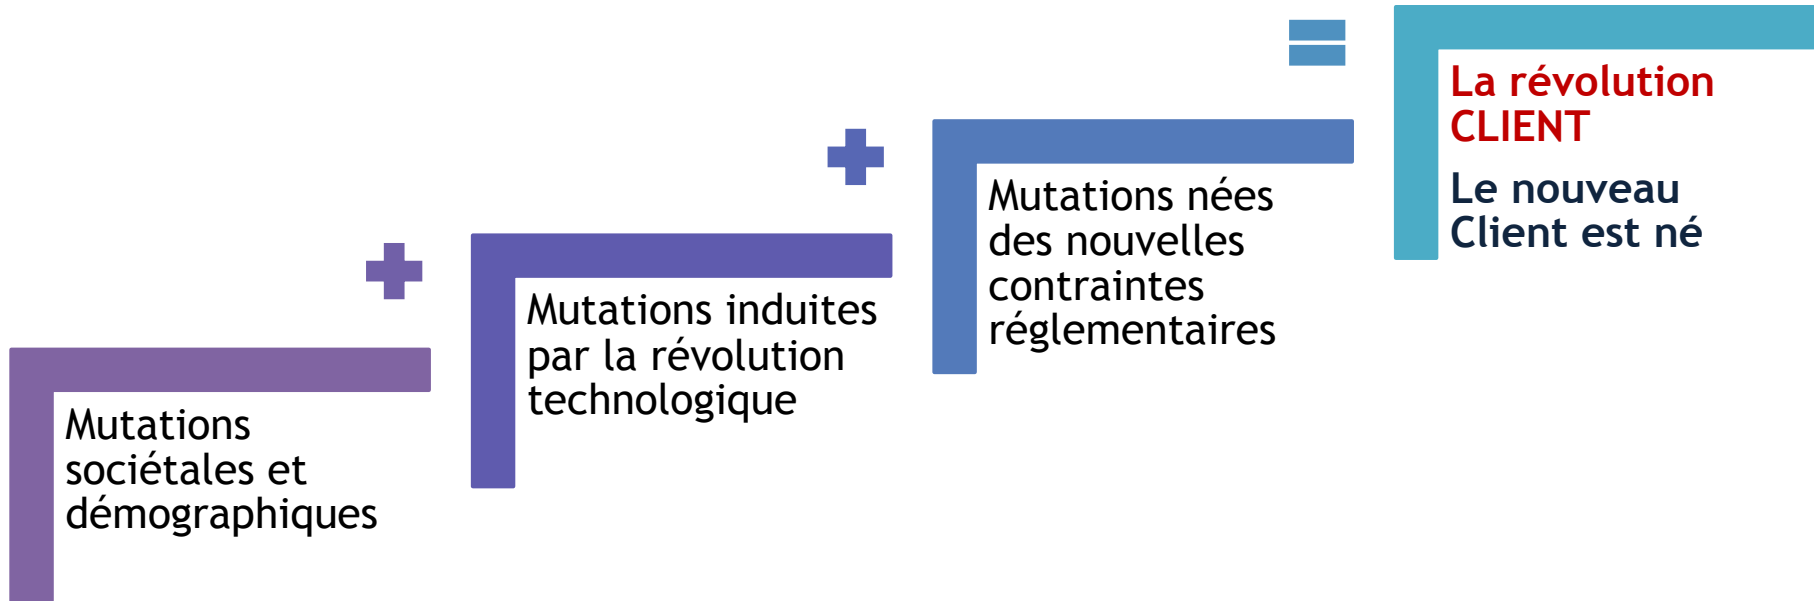 Mutations
sociétales et
démographiques
Mutations induites
par la révolution
technologique
Mutations nées
des nouvelles
contraintes
réglementaires
La révolution
CLIENT
Le nouveau
Client est né